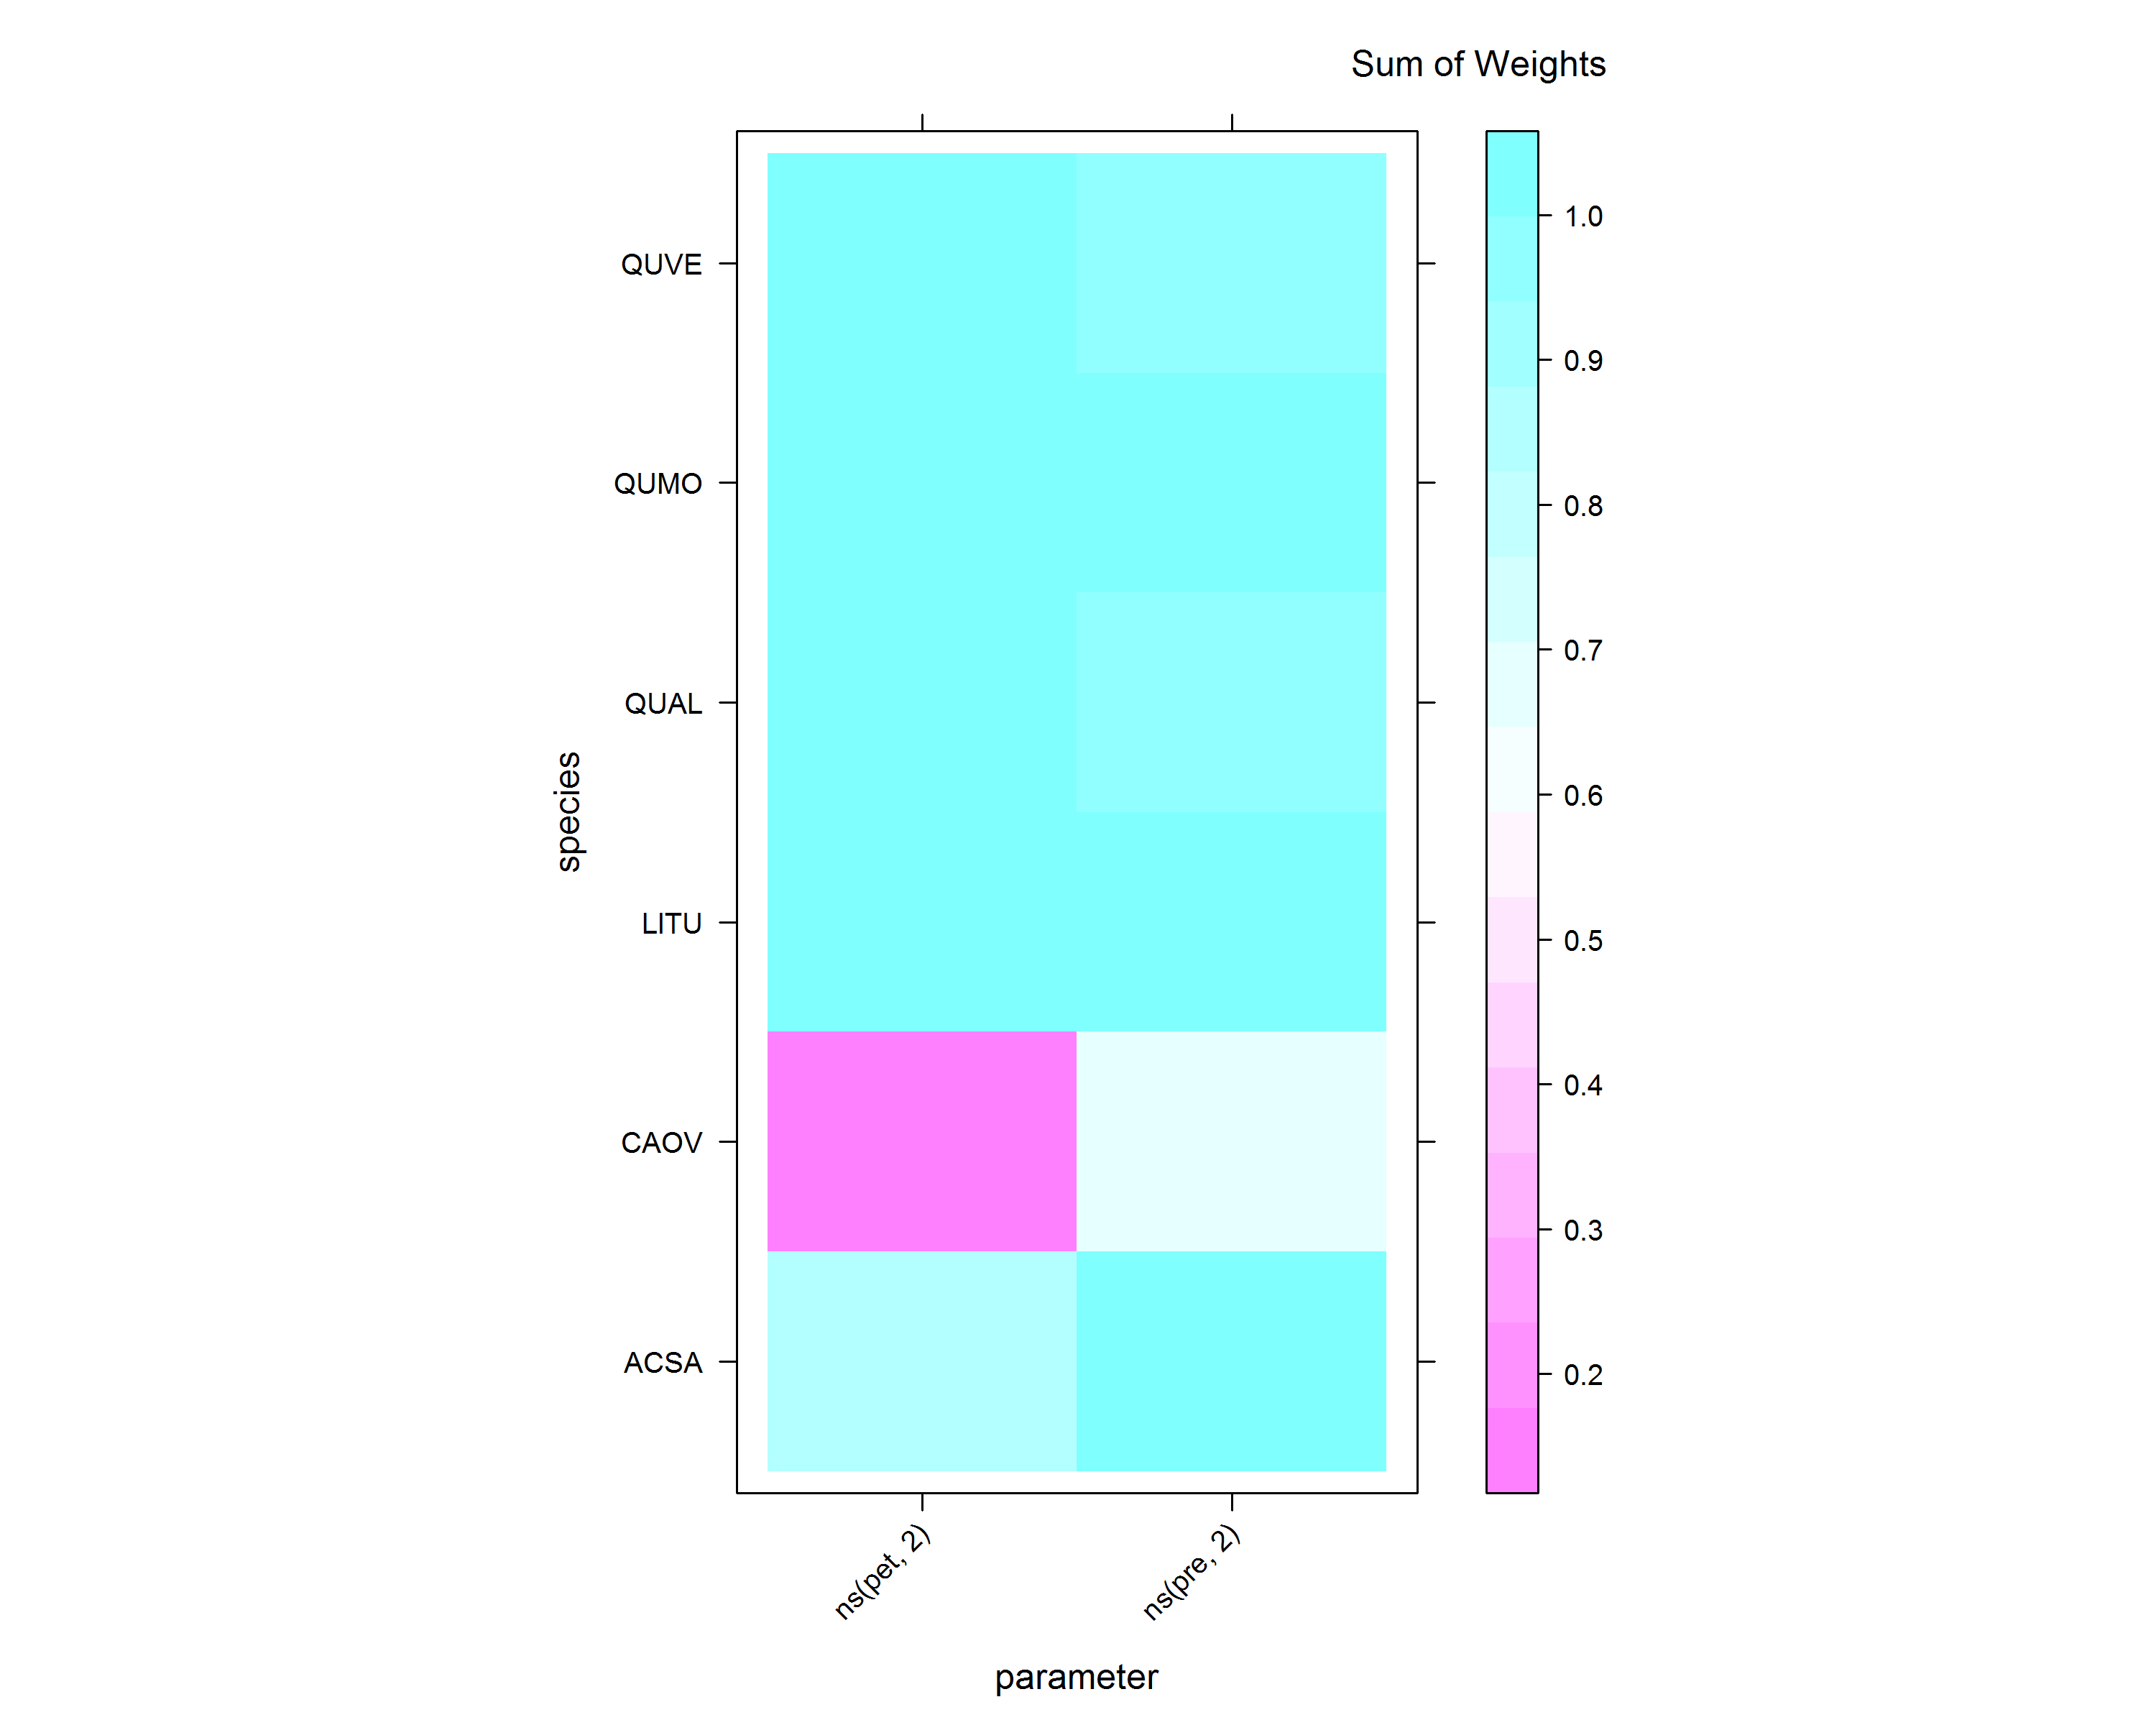 Sum of Weights
QUVE
QUMO
QUAL
LITU
CAOV
ACSA
species
1.0
0.9
0.8
0.7
0.6
0.5
0.4
0.3
0.2
ns(pet, 2)
ns(pre, 2)
parameter